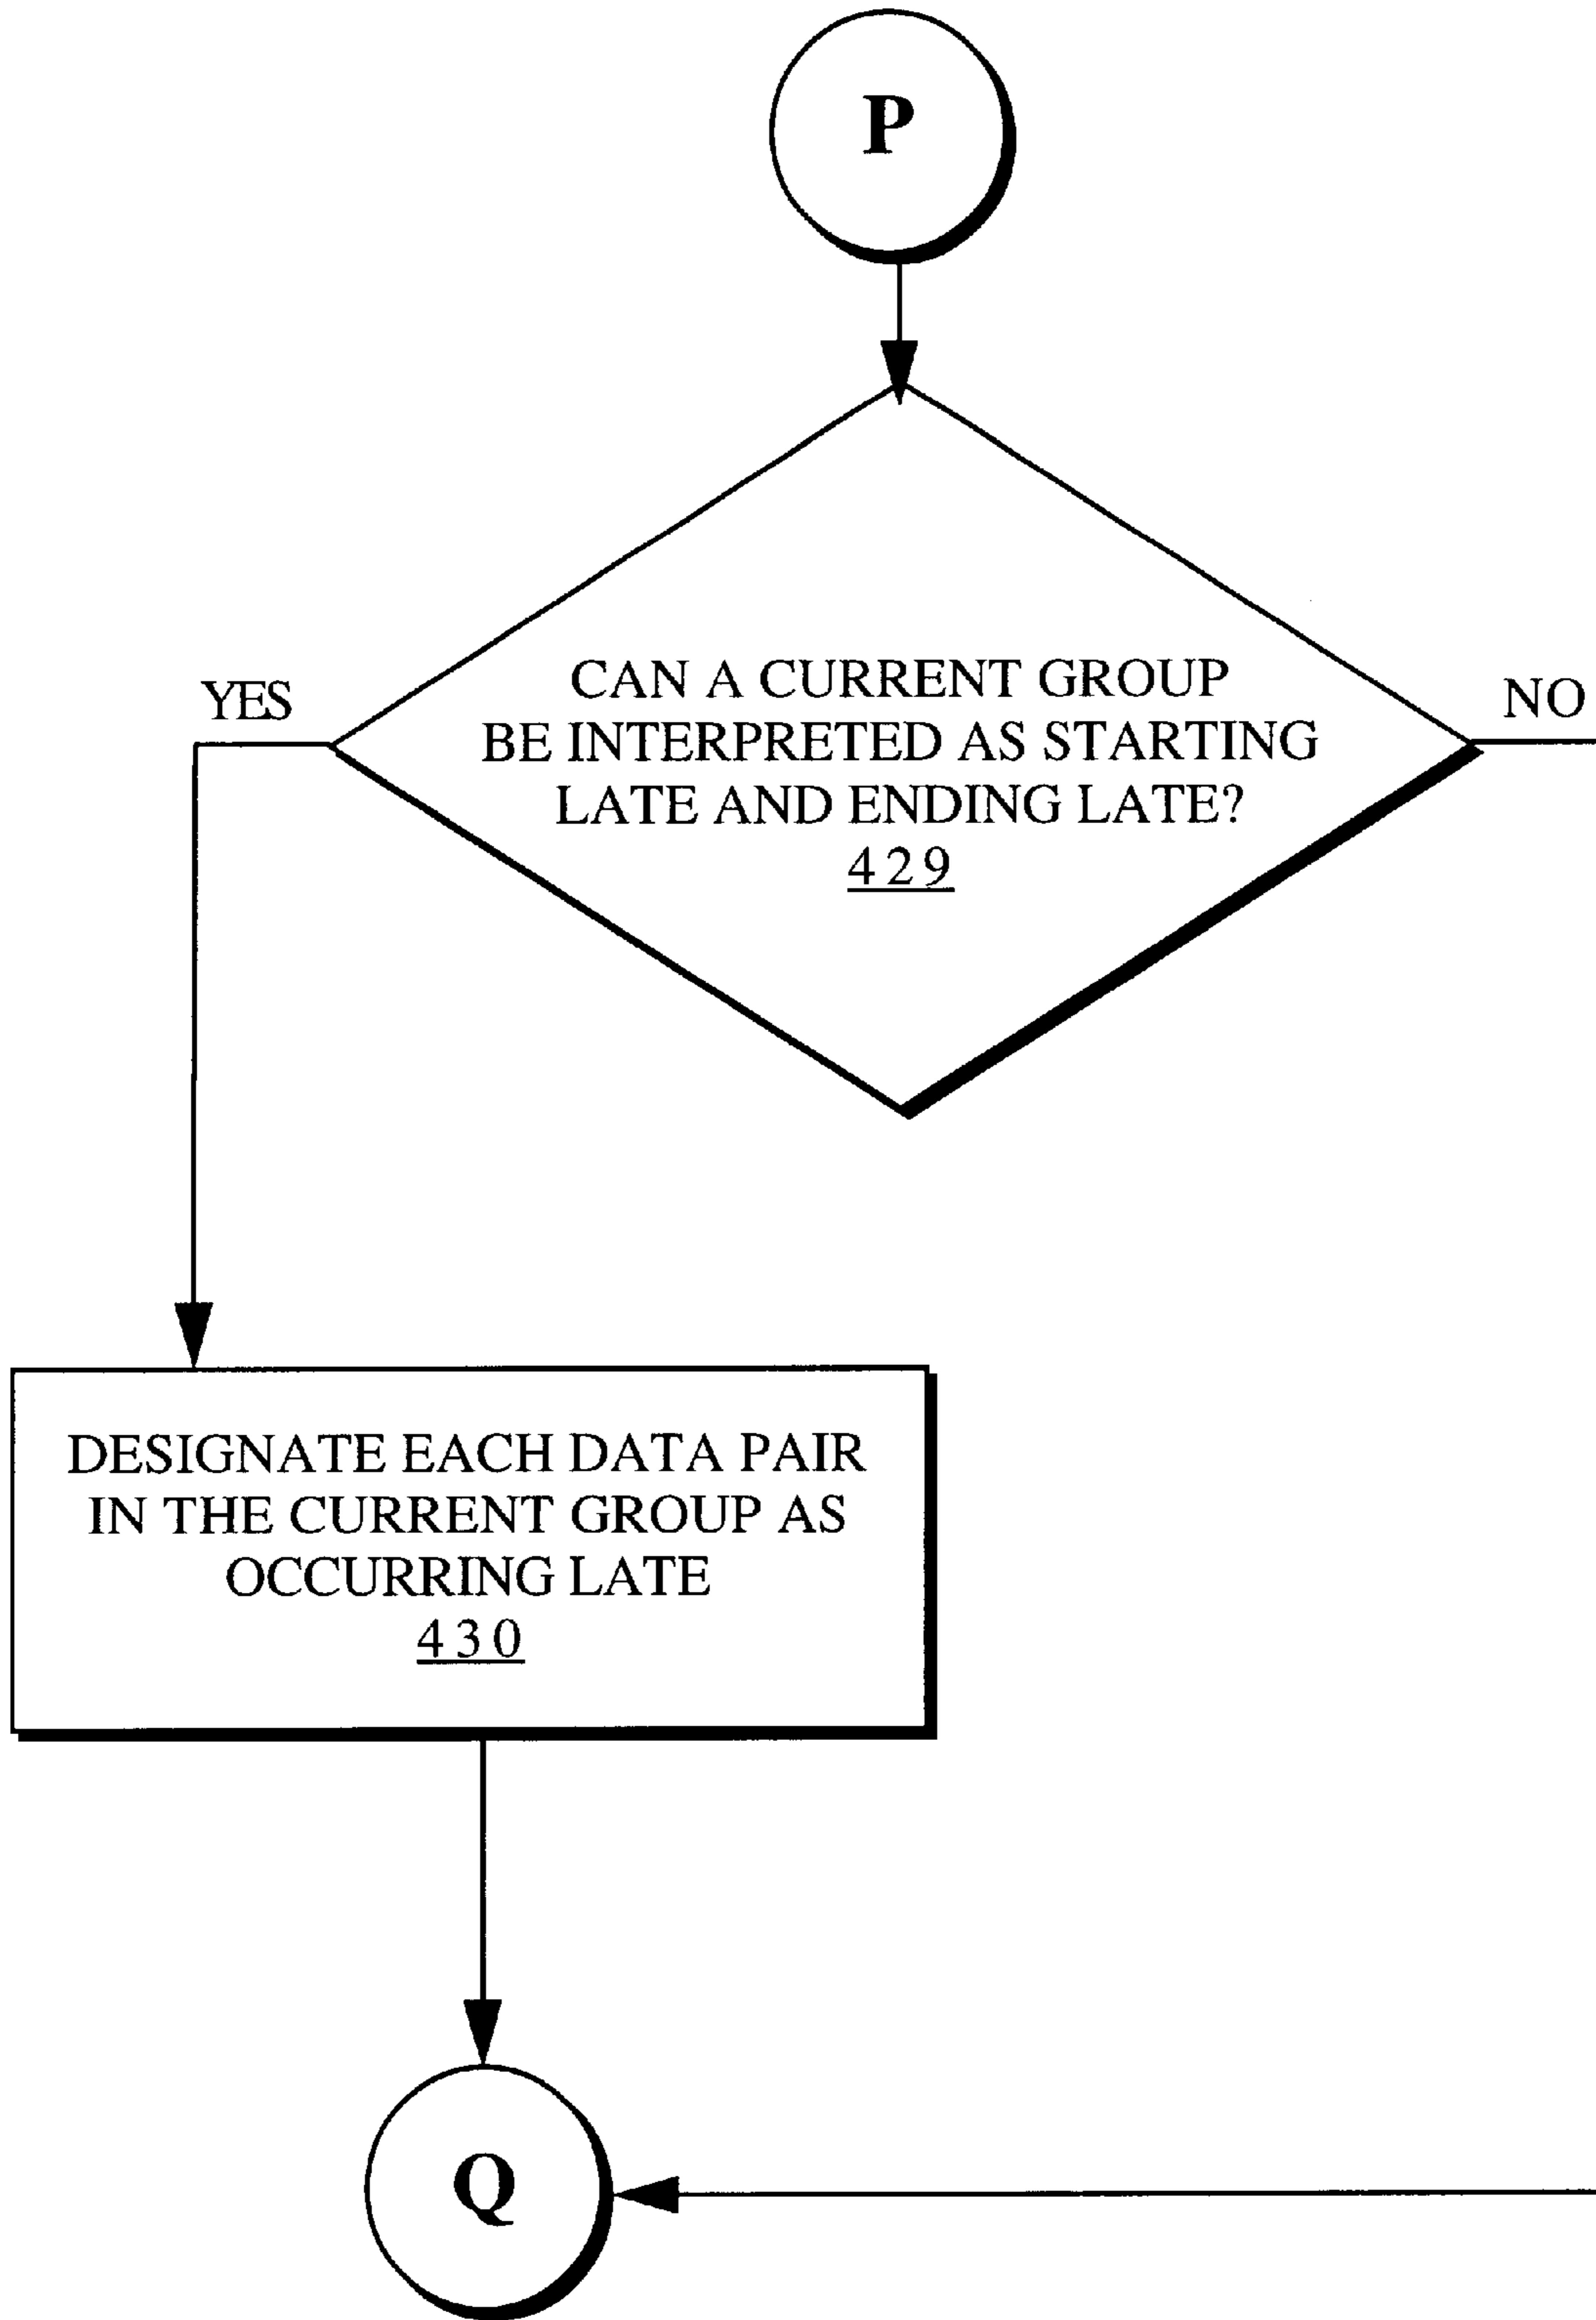 P
YES
CAN A CURRENT GROUP
BE INTERPRETED AS STARTING
LATE AND ENDING LATE?
429
NO
DESIGNATE EACH DATA PAIR
IN THE CURRENT GROUP AS
OCCURRING LATE
430
Q